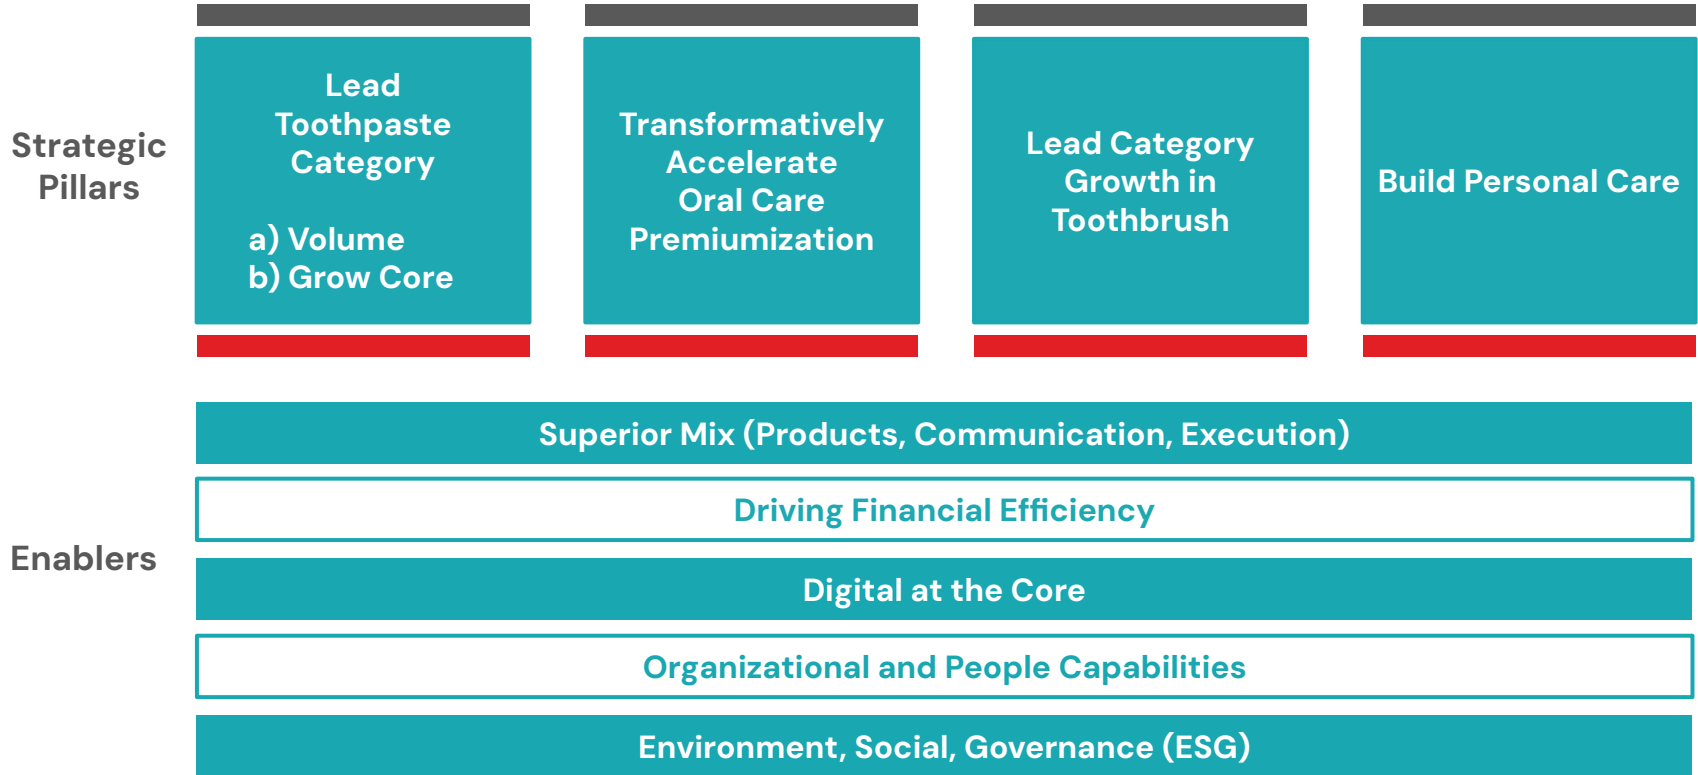 Strategic
Pillars
Lead
Toothpaste
Category
a) Volume
b) Grow Core
Transformatively
Accelerate
Oral Care
Premiumization
Lead Category
Growth in
Toothbrush
Build Personal Care
Enablers
Superior Mix (Products, Communication, Execution)
Driving Financial Efficiency
Digital at the Core
Organizational and People Capabilities
Environment, Social, Governance (ESG)